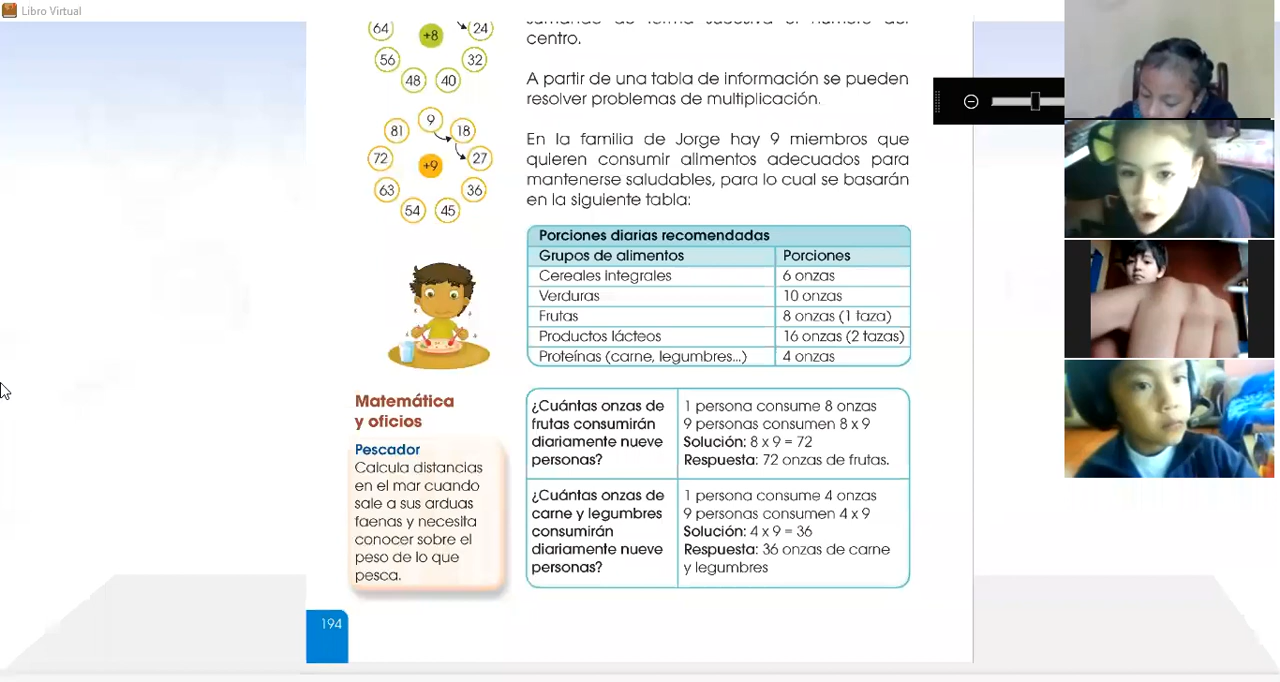 Libro Virtual
64
+8
24
56
32
48
40
centro.
A partir de una tabla de información se pueden
resolver problemas de multiplicación.
9
81
18
72
+9
27
63
36
54
45
En la familia de Jorge hay 9 miembros que
quieren consumir alimentos adecuados para
mantenerse saludables, para lo cual se basarán
en la siguiente tabla:
Porciones diarias recomendadas
Grupos de alimentos Porciones
Cereales integrales 6 onzas
Verduras 10 onzas
Frutas 8 onzas (1 taza)
Productos lácteos 16 onzas (2 tazas)
Proteínas (carne, legumbres...) 4 onzas
Matemática
y oficios
Pescador
Calcula distancias
en el mar cuando
sale a sus arduas
faenas y necesita
conocer sobre el
peso de lo que
pesca.
¿Cuántas onzas de
frutas consumirán
diariamente nueve
personas?
1 persona consume 8 onzas
9 personas consumen 8 x 9
Solución: 8 x 9 = 72
Respuesta: 72 onzas de frutas.
¿Cuántas onzas de
carne y legumbres
consumirán
diariamente nueve
personas?
1 persona consume 4 onzas
9 personas consumen 4 x 9
Solución: 4 x 9 = 36
Respuesta: 36 onzas de carne
y legumbres
194